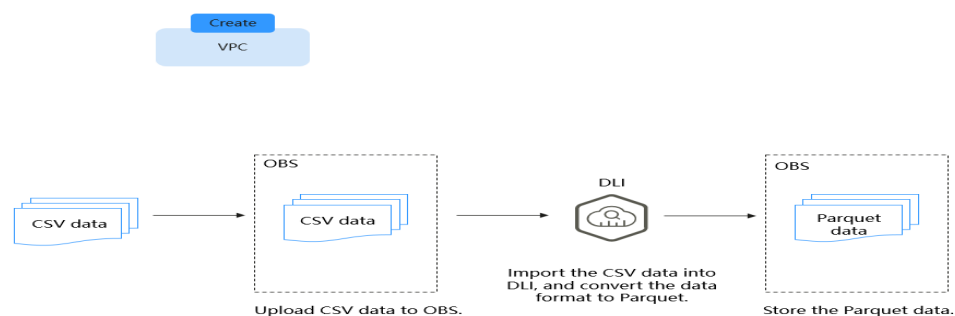 Create
VPC
OBS
OBS
DLI
CSV data
CSV data
Parquet
data
Import the CSV data into
DLI, and convert the data
format to Parquet.
Upload CSV data to OBS.
Store the Parquet data.